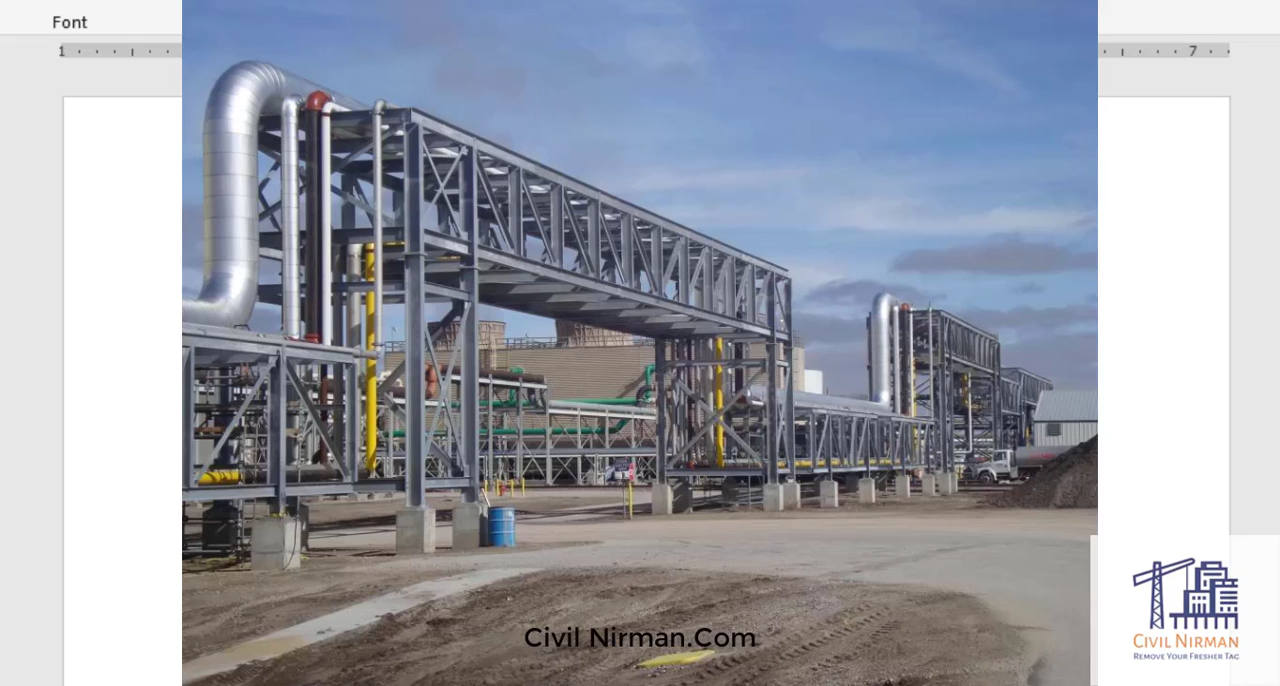 Font
1
7
Civil Nirman.Com
CIVIL NIRMAN
REMOVE YOUR FRESHER TAG